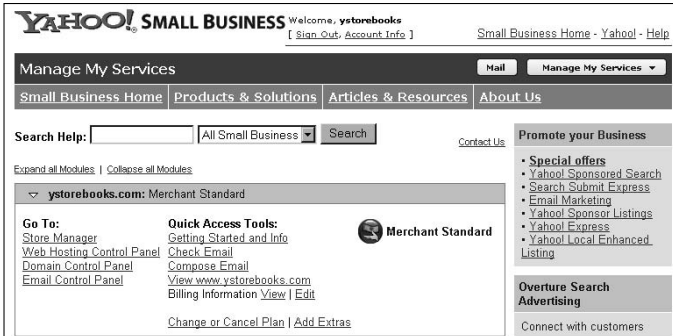 YAHOO! SMALL BUSINESS
Welcome, ystorebooks
[ Sign Out, Account Info ]
Small Business Home - Yahoo! - Help
Manage My Services
Mail
Manage My Services
Small Business Home | Products & Solutions | Articles & Resources | About Us
Search Help:
All Small Business
Search
Contact Us
Expand all Modules | Collapse all Modules
ystorebooks.com: Merchant Standard
Go To:
Store Manager
Web Hosting Control Panel
Domain Control Panel
Email Control Panel
Quick Access Tools:
Getting Started and Info
Check Email
Compose Email
View www.ystorebooks.com
Billing Information View | Edit
Change or Cancel Plan | Add Extras
Merchant Standard
Promote your Business
• Special offers
• Yahoo! Sponsored Search
• Search Submit Express
• Email Marketing
• Yahoo! Sponsor Listings
• Yahoo! Express
• Yahoo! Local Enhanced
Listing
Overture Search
Advertising
Connect with customers